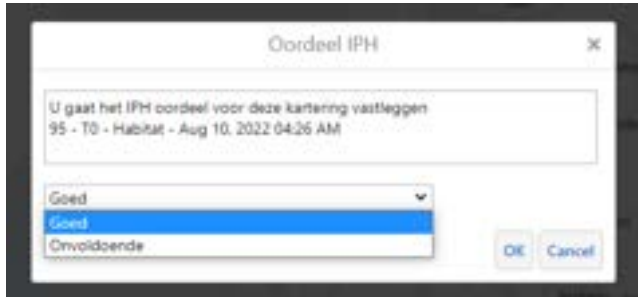 Oordeel IPH
×
U gaat het IPH oordeel voor deze kartering vastleggen
95 - T0 - Habitat - Aug 10, 2022 04:26 AM
Goed
Goed
Onvoldoende
OK Cancel